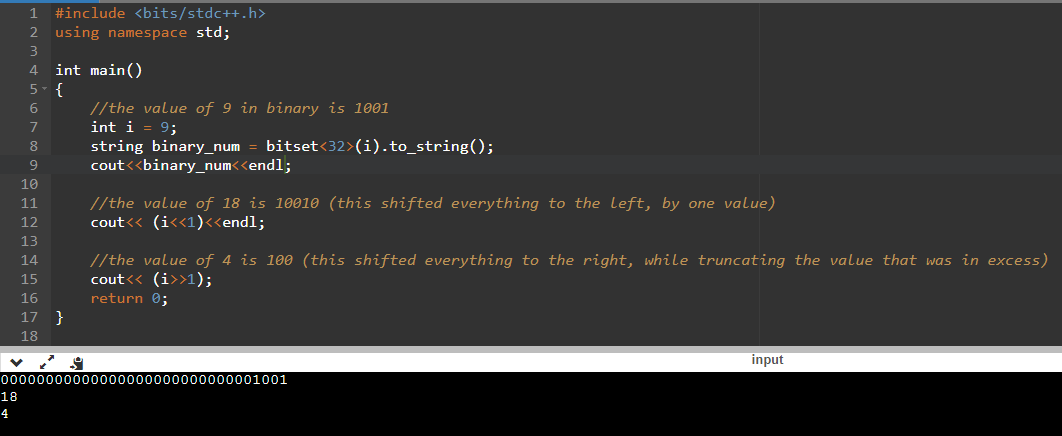 1 #include <bits/stdc++.h>
2 using namespace std;
3
4 int main()
5 {
6 //the value of 9 in binary is 1001
7 int i = 9;
8 string binary_num = bitset<32>(i).to_string();
9 cout<<binary_num<<endl;
10
11 //the value of 18 is 10010 (this shifted everything to the left, by one value)
12 cout<< (i<<1)<<endl;
13
14 //the value of 4 is 100 (this shifted everything to the right, while truncating the value that was in excess)
15 cout<< (i>>1);
16 return 0;
17 }
18
input
00000000000000000000000000001001
18
4